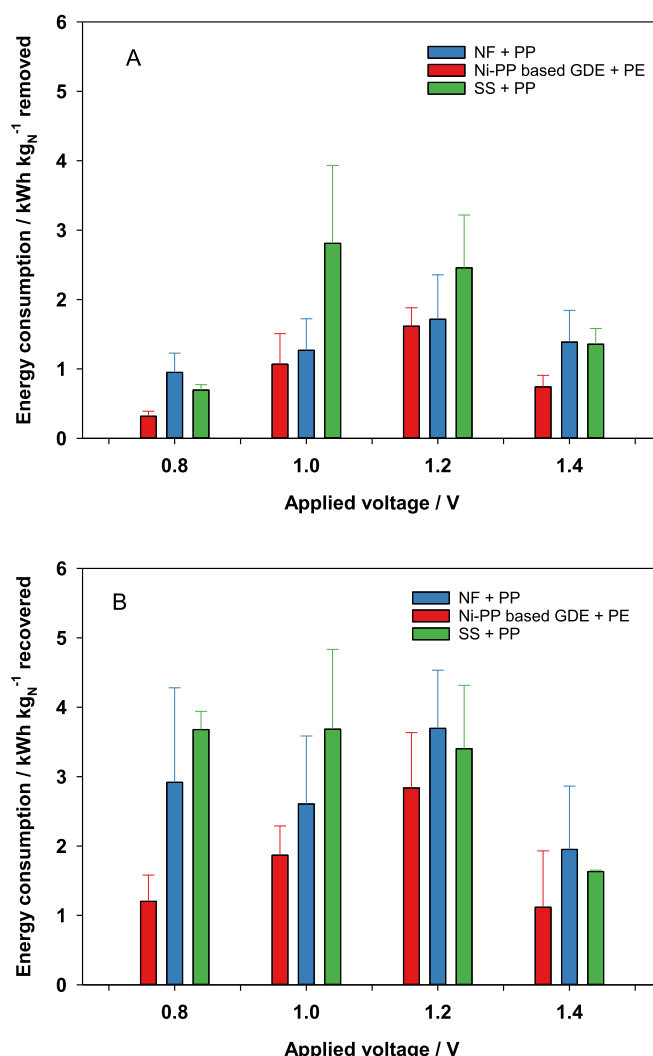 Energy consumption / kWh kg_N^-1 removed
6
5
4
3
2
1
0
A
NF + PP
Ni-PP based GDE + PE
SS + PP
0.8 1.0 1.2 1.4
Applied voltage / V
Energy consumption / kWh kg_N^-1 recovered
6
5
4
3
2
1
0
B
NF + PP
Ni-PP based GDE + PE
SS + PP
0.8 1.0 1.2 1.4
Applied voltage / V